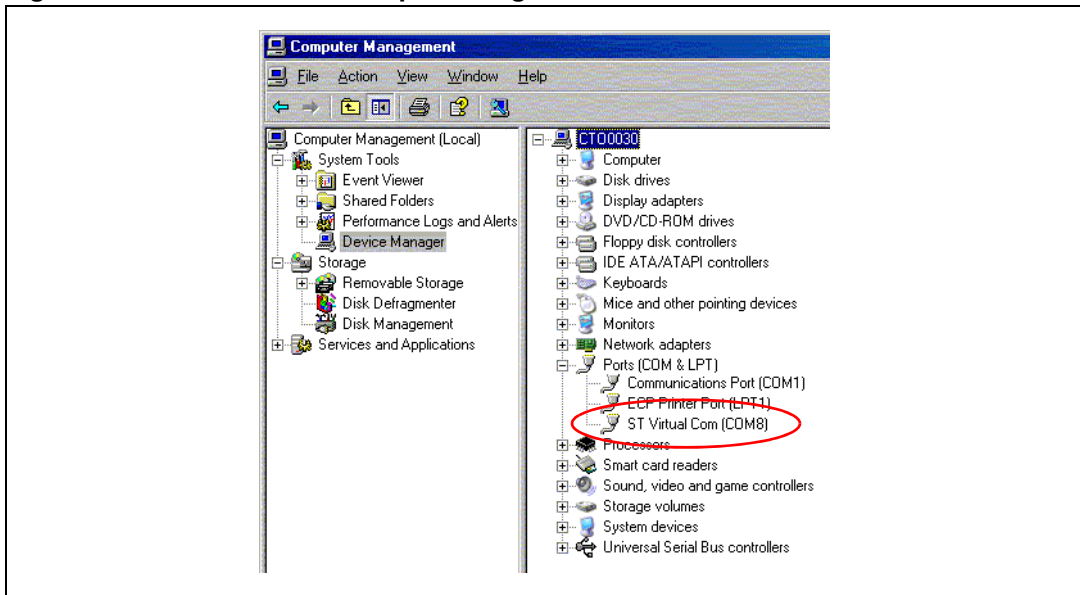 Computer Management
File Action View Window Help
Computer Management (Local)
System Tools
Event Viewer
Shared Folders
Performance Logs and Alerts
Device Manager
Storage
Removable Storage
Disk Defragmenter
Disk Management
Services and Applications
CTO0030
Computer
Disk drives
Display adapters
DVD/CD-ROM drives
Floppy disk controllers
IDE ATA/ATAPI controllers
Keyboards
Mice and other pointing devices
Monitors
Network adapters
Ports (COM & LPT)
Communications Port (COM1)
ECP Printer Port (LPT1)
ST Virtual Com (COM8)
Processors
Smart card readers
Sound, video and game controllers
Storage volumes
System devices
Universal Serial Bus controllers